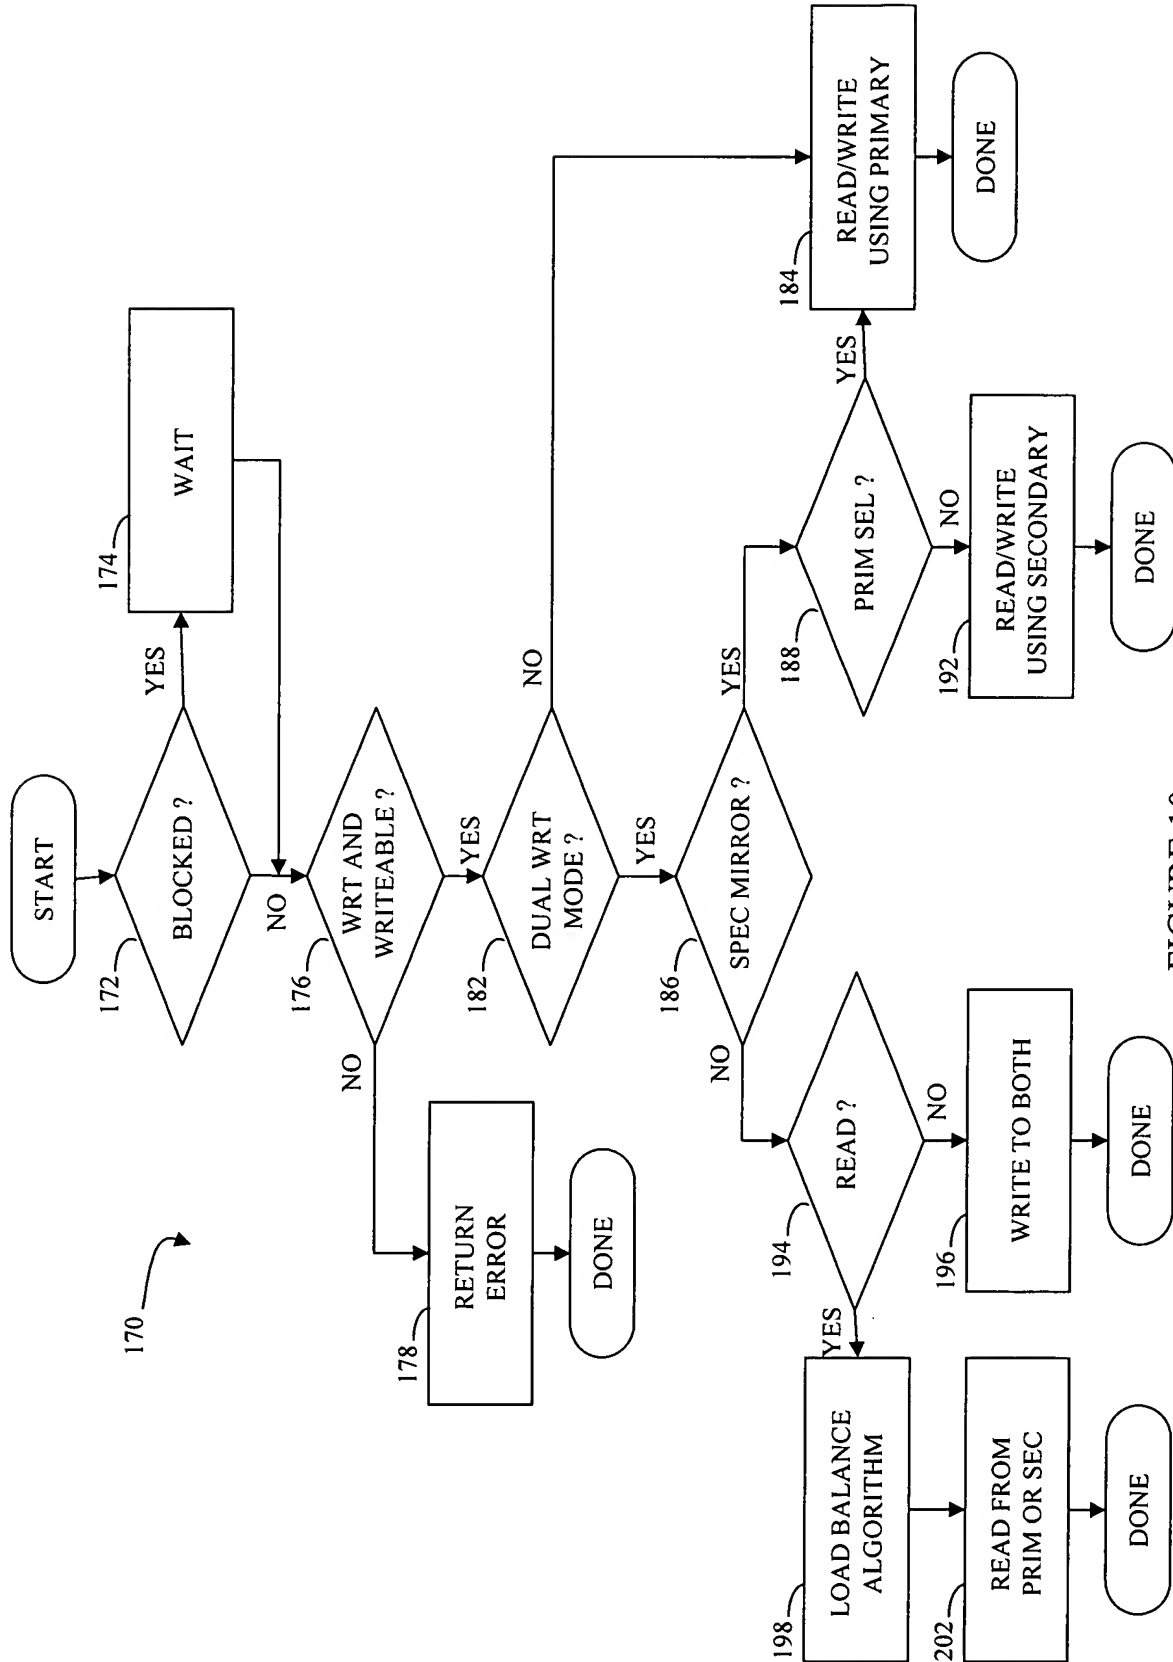 START
172
BLOCKED ?
YES
174
WAIT
NO
176
WRT AND
WRITEABLE ?
NO
YES
170
178
RETURN
ERROR
DONE
182
DUAL WRT
MODE ?
NO
YES
186
SPEC MIRROR ?
NO
YES
194
READ ?
YES
NO
188
PRIM SEL ?
YES
NO
184
READ/WRITE
USING PRIMARY
DONE
198
LOAD BALANCE
ALGORITHM
196
WRITE TO BOTH
192
READ/WRITE
USING SECONDARY
202
READ FROM
PRIM OR SEC
DONE
DONE
DONE
FIGURE 10